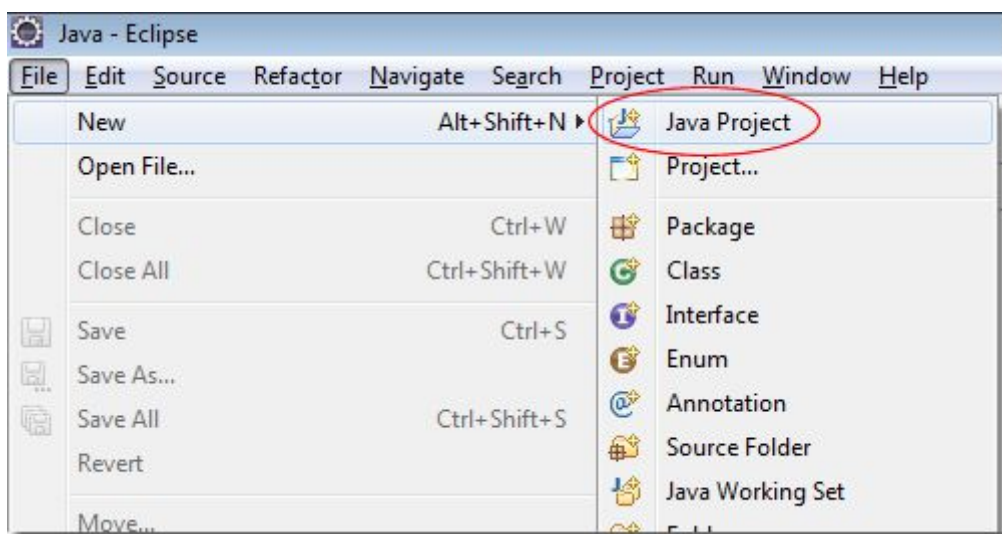 Java - Eclipse
File Edit Source Refactor Navigate Search Project Run Window Help
New Alt+Shift+N
Open File...
Close Ctrl+W
Close All Ctrl+Shift+W
Save Ctrl+S
Save As...
Save All Ctrl+Shift+S
Revert
Move...
Java Project
Project...
Package
Class
Interface
Enum
Annotation
Source Folder
Java Working Set